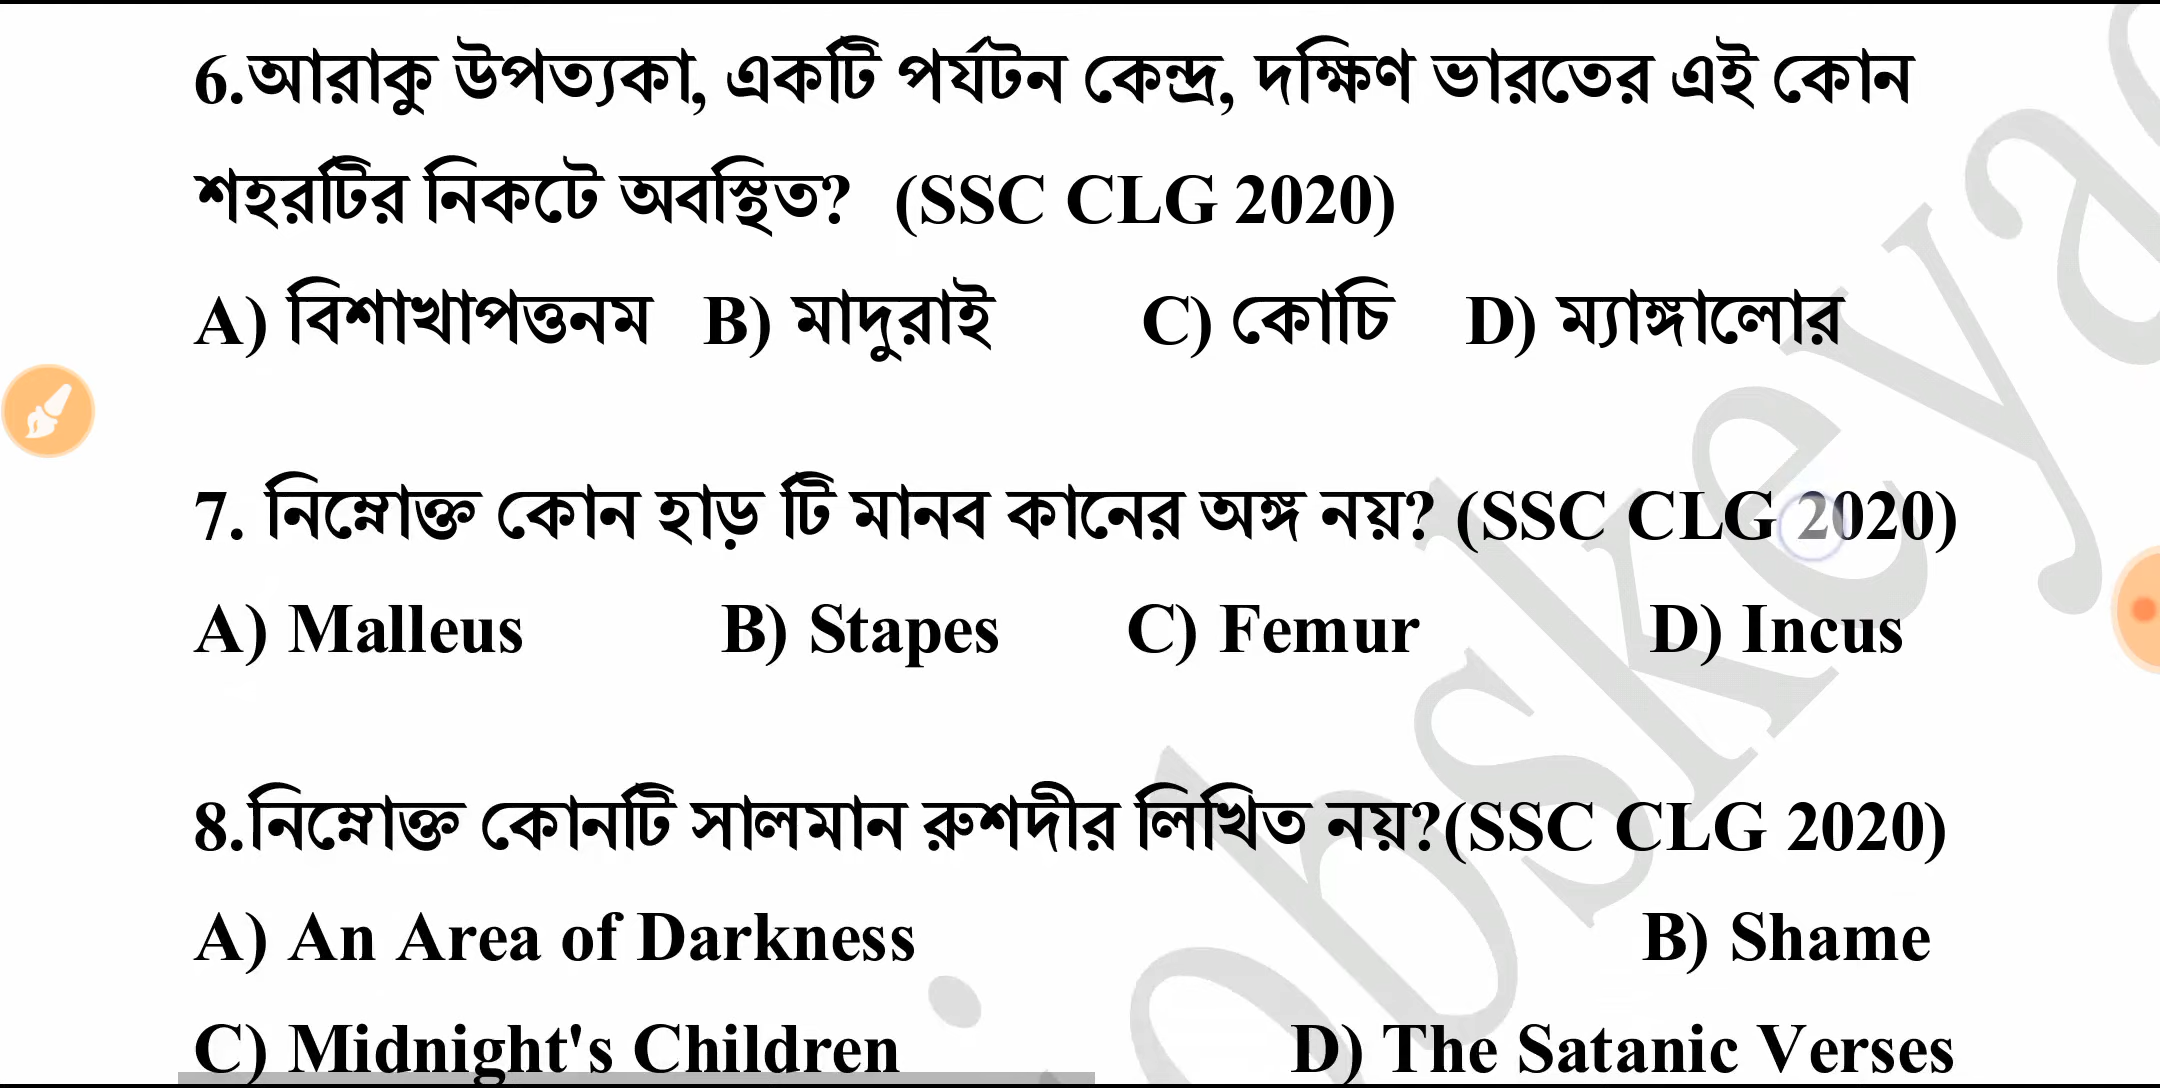 6.আরাকু উপত্যকা, একটি পর্যটন কেন্দ্র, দক্ষিণ ভারতের এই কোন
শহরটির নিকটে অবস্থিত? (SSC CLG 2020)
A) বিশাখাপত্তনম B) মাদুরাই C) কোচি D) ম্যাঙ্গালোর
7. নিম্নোক্ত কোন হাড় টি মানব কানের অঙ্গ নয়? (SSC CLG 2020)
A) Malleus B) Stapes C) Femur D) Incus
8.নিম্নোক্ত কোনটি সালমান রুশদীর লিখিত নয়?(SSC CLG 2020)
A) An Area of Darkness B) Shame
C) Midnight's Children D) The Satanic Verses